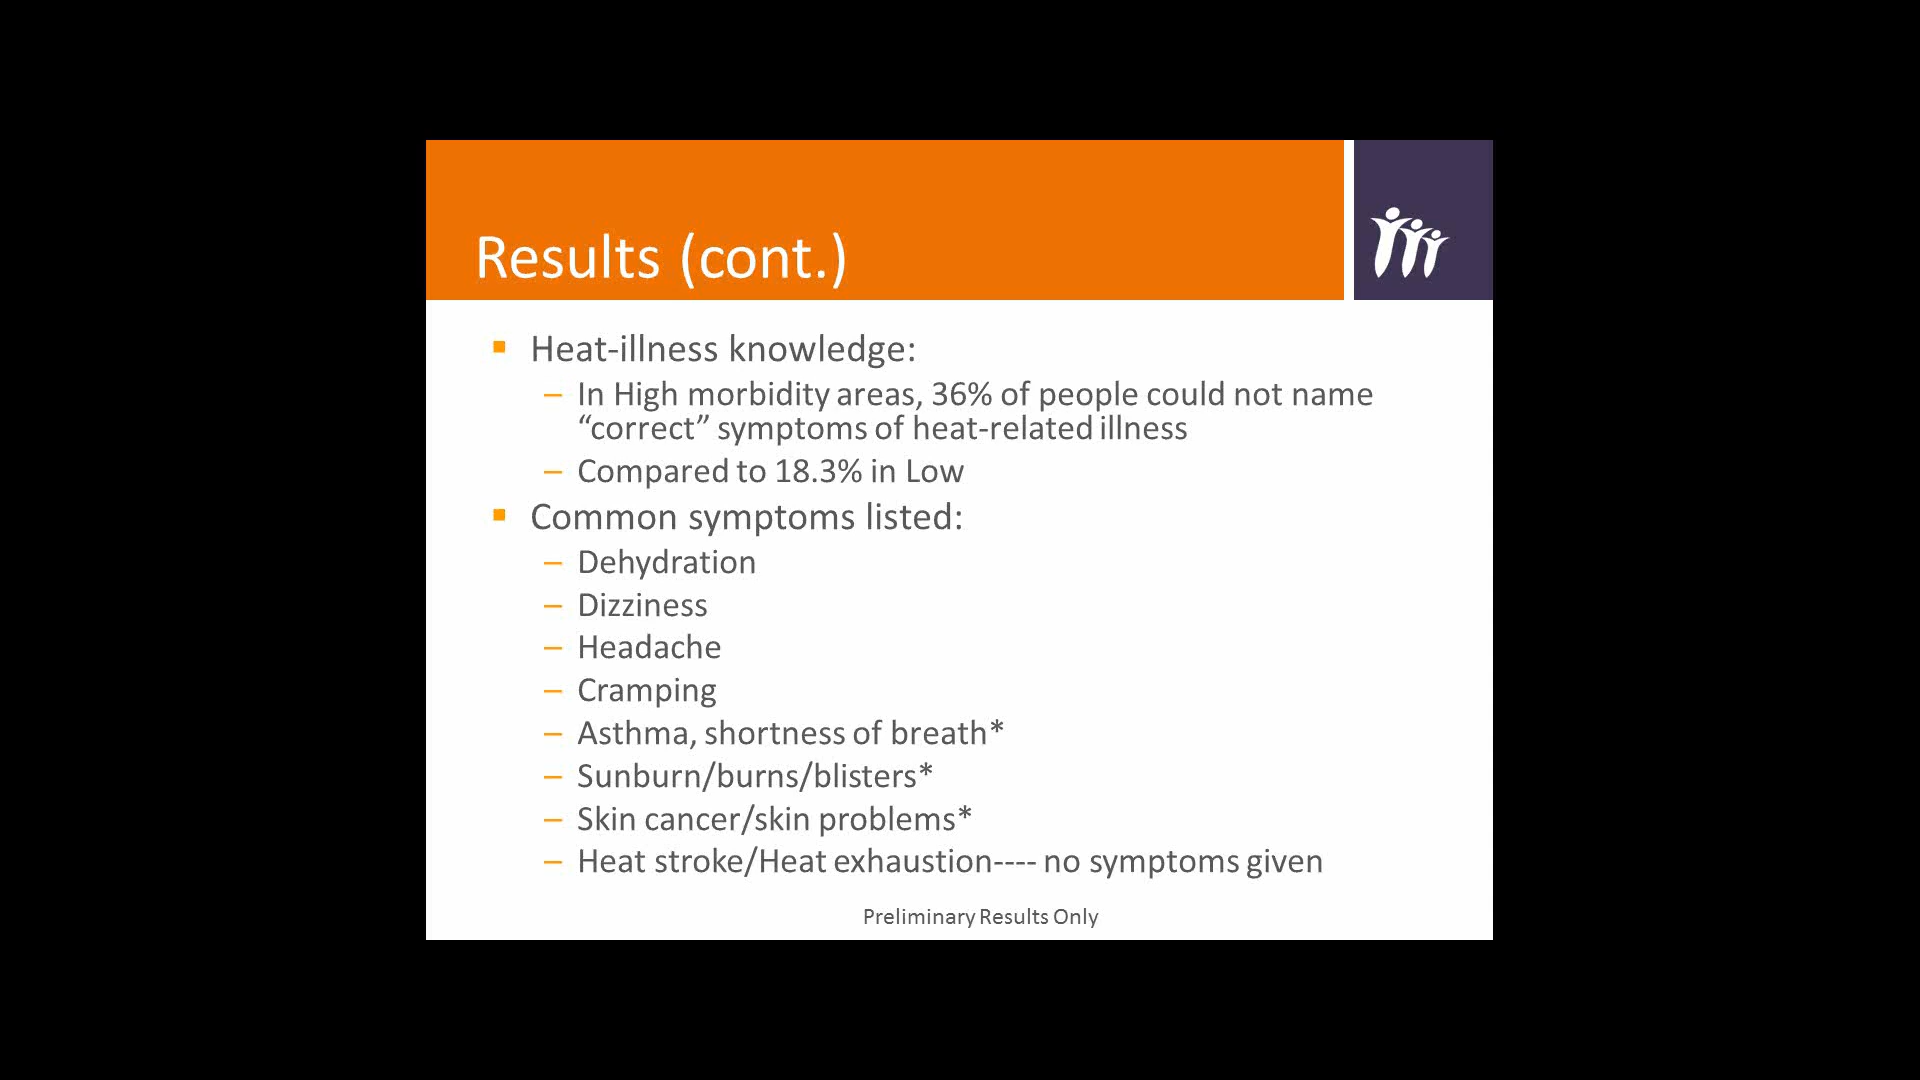 Results (cont.)
▪ Heat-illness knowledge:
– In High morbidity areas, 36% of people could not name
“correct” symptoms of heat-related illness
– Compared to 18.3% in Low
▪ Common symptoms listed:
– Dehydration
– Dizziness
– Headache
– Cramping
– Asthma, shortness of breath*
– Sunburn/burns/blisters*
– Skin cancer/skin problems*
– Heat stroke/Heat exhaustion---- no symptoms given
Preliminary Results Only